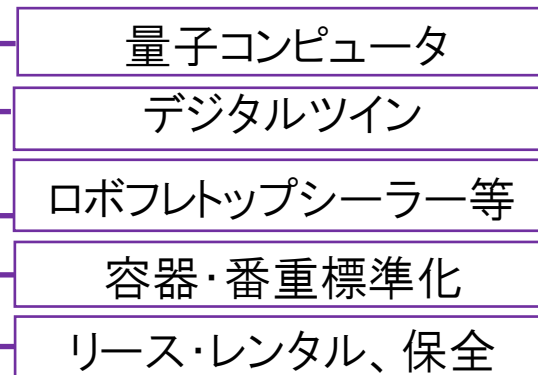 量子コンピュータ
デジタルツイン
ロボフレトップシーラー等
容器・番重標準化
リース・レンタル、保全